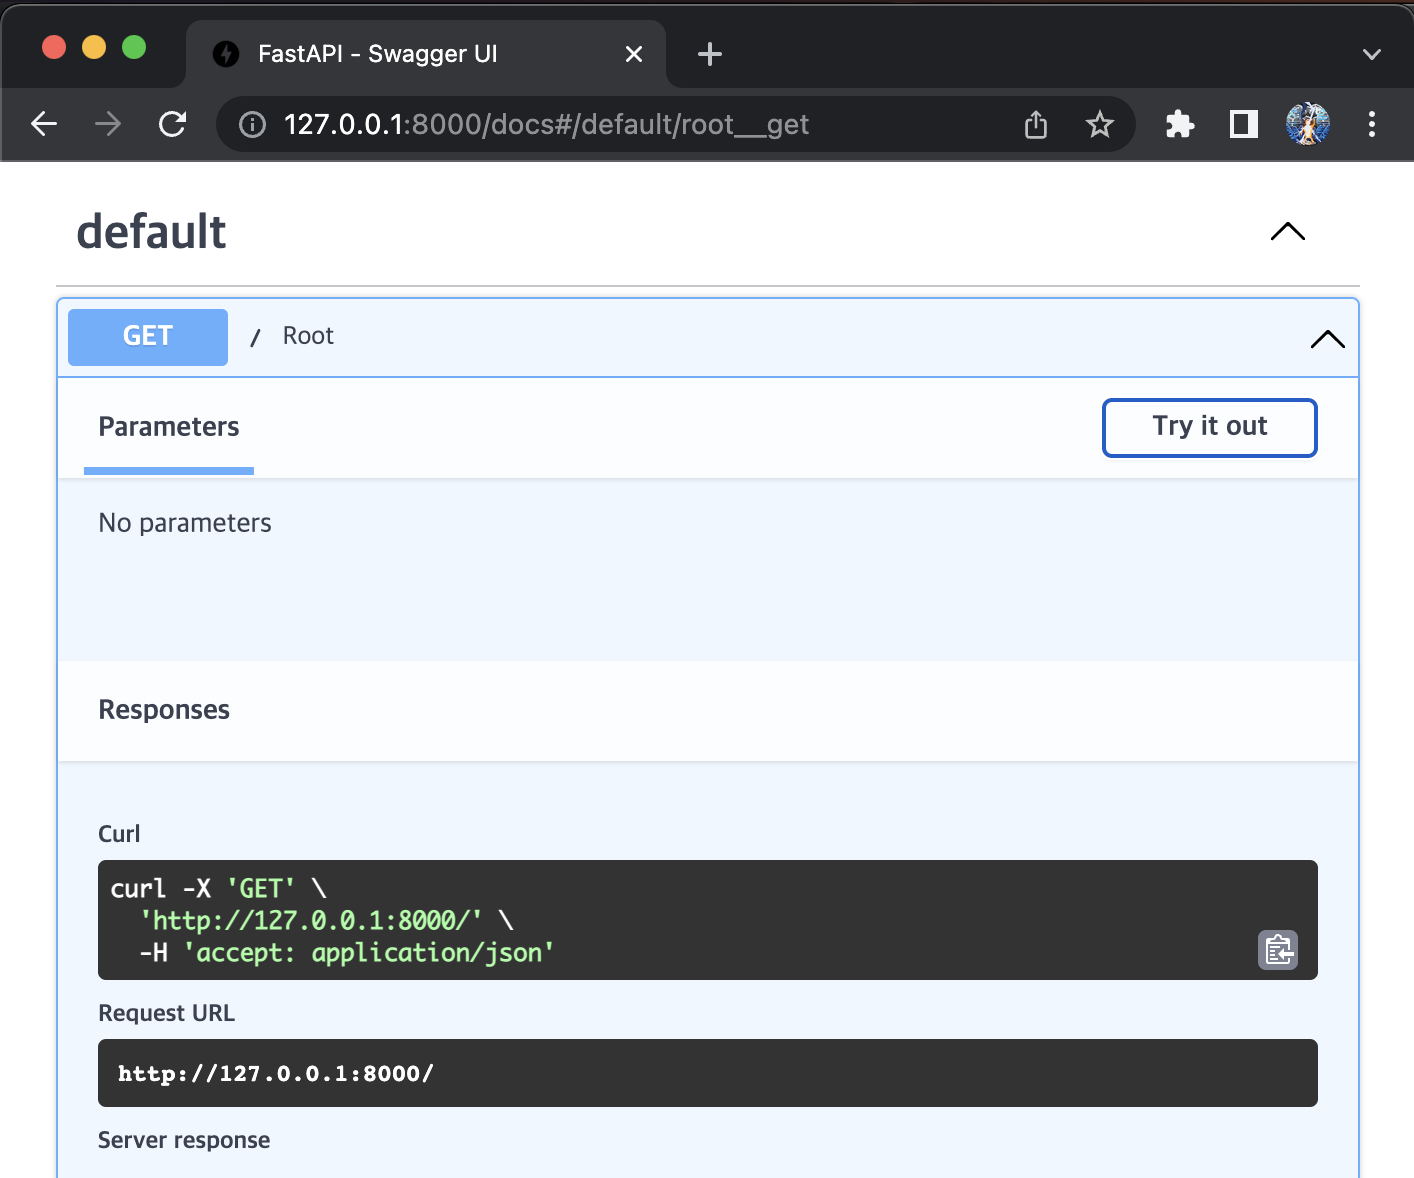 FastAPI - Swagger UI
127.0.0.1:8000/docs#/default/root__get
default
GET / Root
Parameters
Try it out
No parameters
Responses
Curl
curl -X 'GET' \
'http://127.0.0.1:8000/' \
-H 'accept: application/json'
Request URL
http://127.0.0.1:8000/
Server response